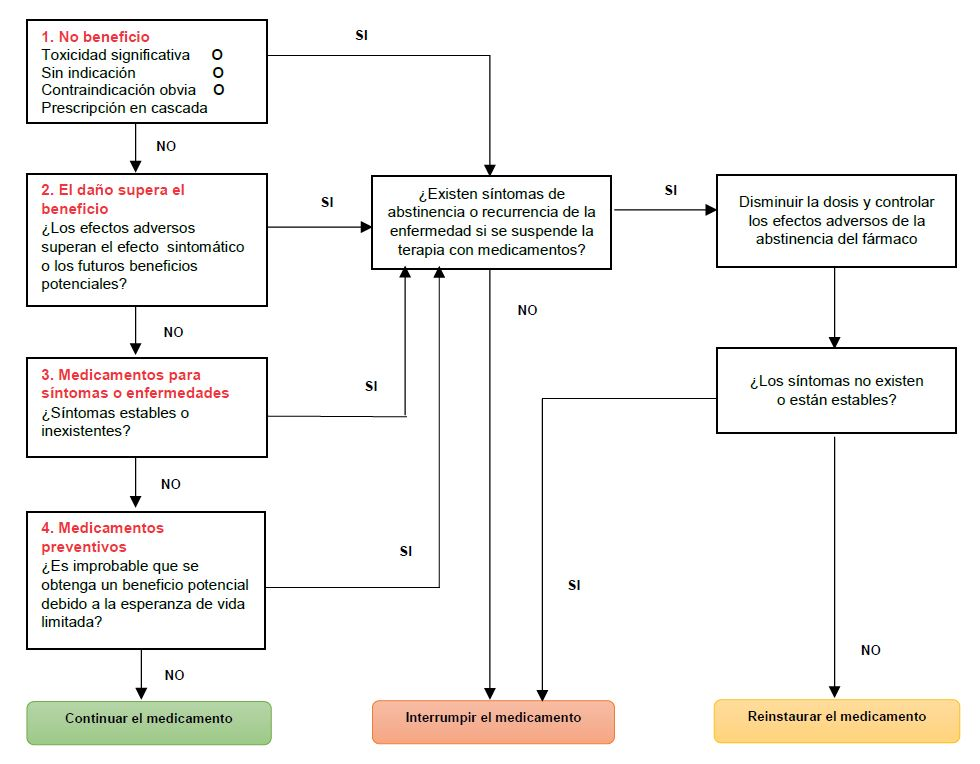 1. No beneficio
Toxicidad significativa O
Sin indicación O
Contraindicación obvia O
Prescripción en cascada
SI
NO
2. El daño supera el
beneficio
¿Los efectos adversos
superan el efecto sintomático
o los futuros beneficios
potenciales?
SI
¿Existen síntomas de
abstinencia o recurrencia de la
enfermedad si se suspende la
terapia con medicamentos?
SI
Disminuir la dosis y controlar
los efectos adversos de la
abstinencia del fármaco
NO
NO
3. Medicamentos para
síntomas o enfermedades
¿Síntomas estables o
inexistentes?
SI
¿Los síntomas no existen
o están estables?
NO
4. Medicamentos
preventivos
¿Es improbable que se
obtenga un beneficio potencial
debido a la esperanza de vida
limitada?
SI
SI
NO
NO
Continuar el medicamento
Interrumpir el medicamento
Reinstaurar el medicamento